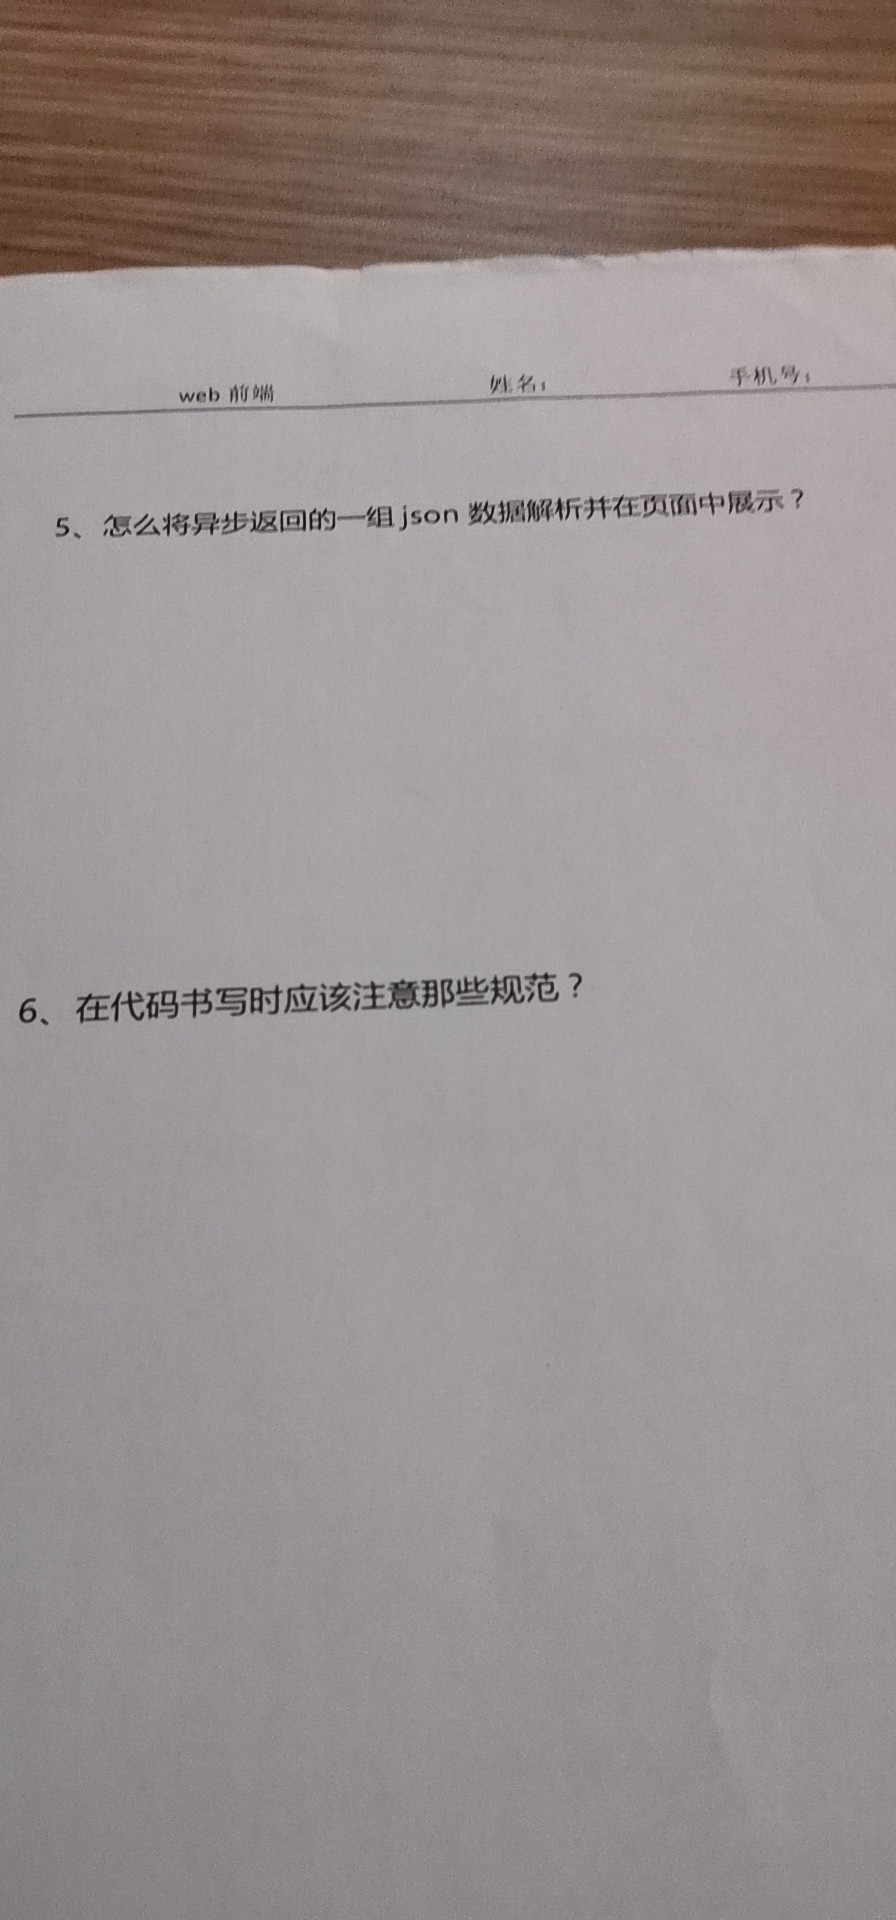 web 前端 姓名： 手机号：
5、怎么将异步返回的一组 json 数据解析并在页面中展示？
6、在代码书写时应该注意那些规范？